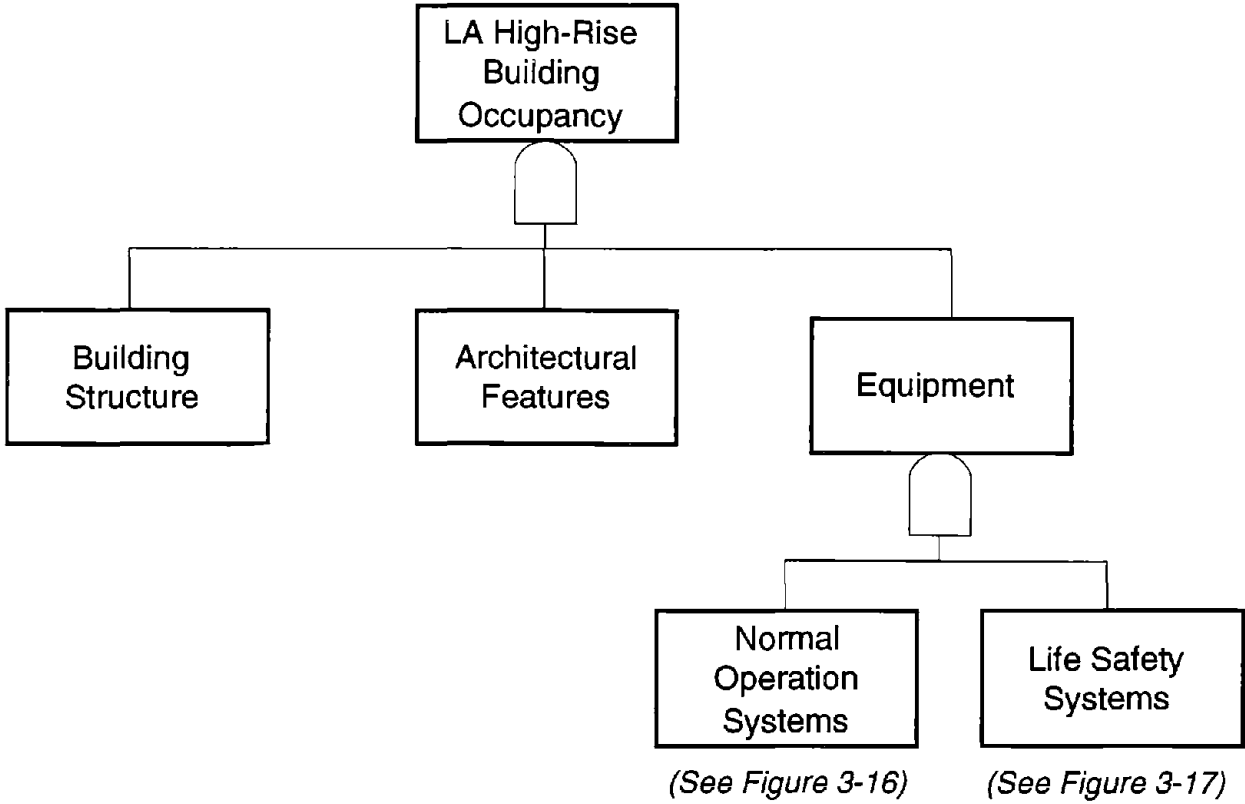 LA High-Rise
Building
Occupancy
Building
Structure
Architectural
Features
Equipment
Normal
Operation
Systems
Life Safety
Systems
(See Figure 3-16)
(See Figure 3-17)